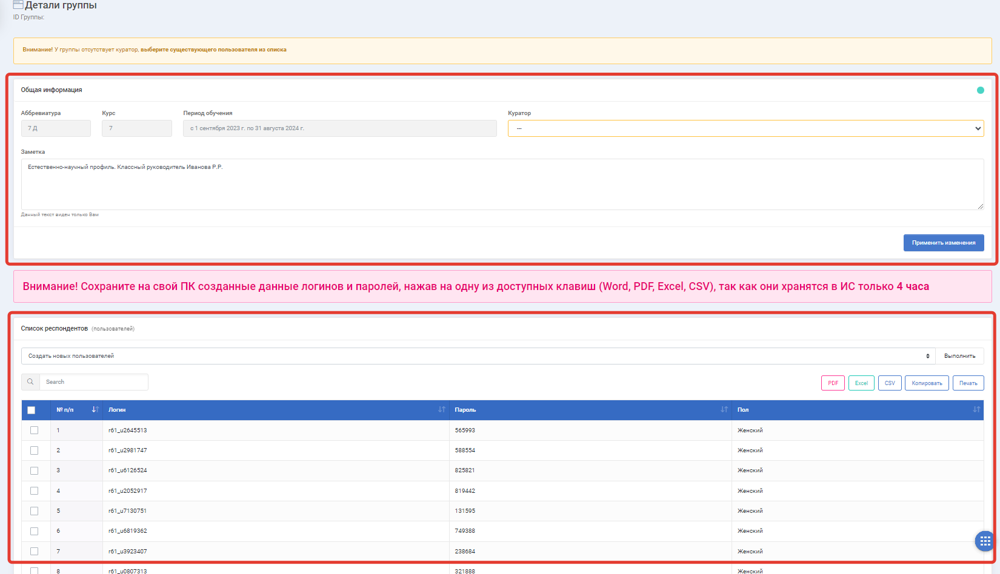 Детали группы
ID Группы:
Внимание! У группы отсутствует куратор, выберите существующего пользователя из списка
Общая информация
Аббревиатура Курс Период обучения Куратор
7 Д 7 с 1 сентября 2023 г. по 31 августа 2024 г. ---
Заметка
Естественно-научный профиль. Классный руководитель Иванова Р.Р.
Данный текст виден только Вам
Применить изменения
Внимание! Сохраните на свой ПК созданные данные логинов и паролей, нажав на одну из доступных клавиш (Word, PDF, Excel, CSV), так как они хранятся в ИС только 4 часа
Список респондентов (пользователей)
Создать новых пользователей Выполнить
Search PDF Excel CSV Копировать Печать
№ п/п Логин Пароль Пол
1 r61_u2645513 565993 Женский
2 r61_u2981747 588554 Женский
3 r61_u6126524 825821 Женский
4 r61_u2052917 819442 Женский
5 r61_u7130751 131595 Женский
6 r61_u6819362 749388 Женский
7 r61_u3923407 238684 Женский
8 r61_u0807313 321888 Женский